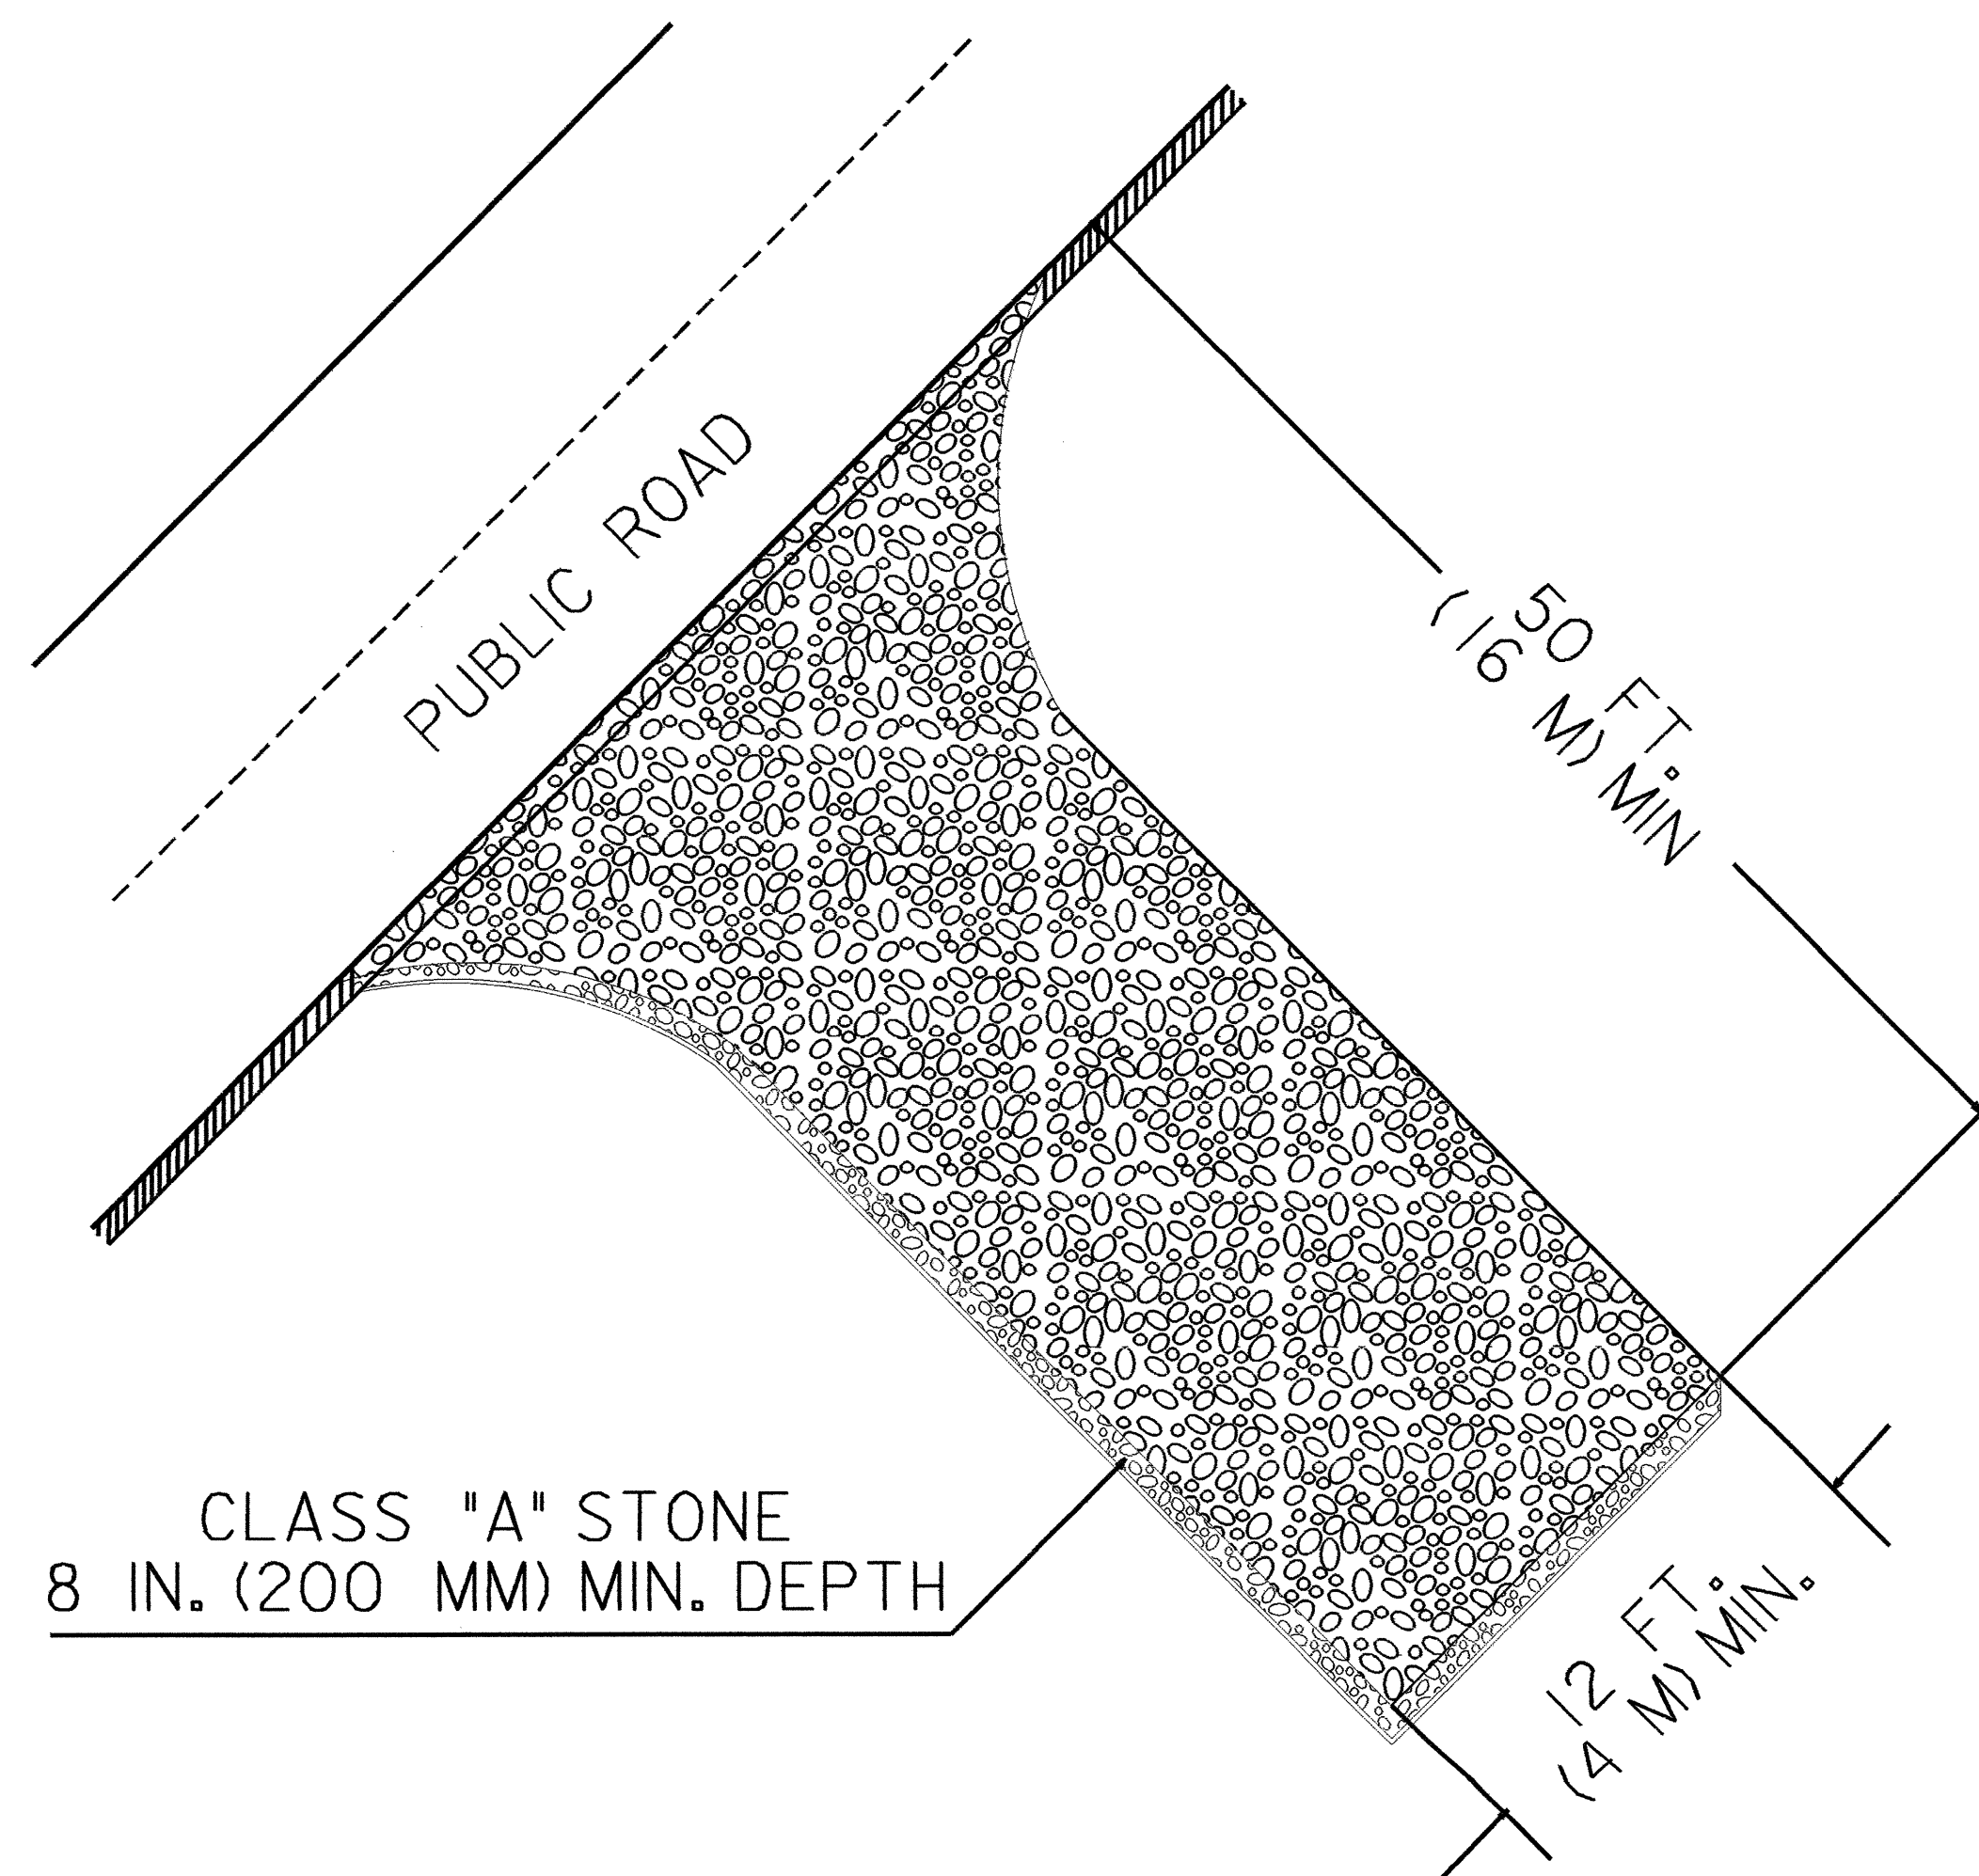 PUBLIC ROAD
50 FT.
(16 M) MIN
CLASS "A" STONE
8 IN. (200 MM) MIN. DEPTH
12 FT.
(4 M) MIN.